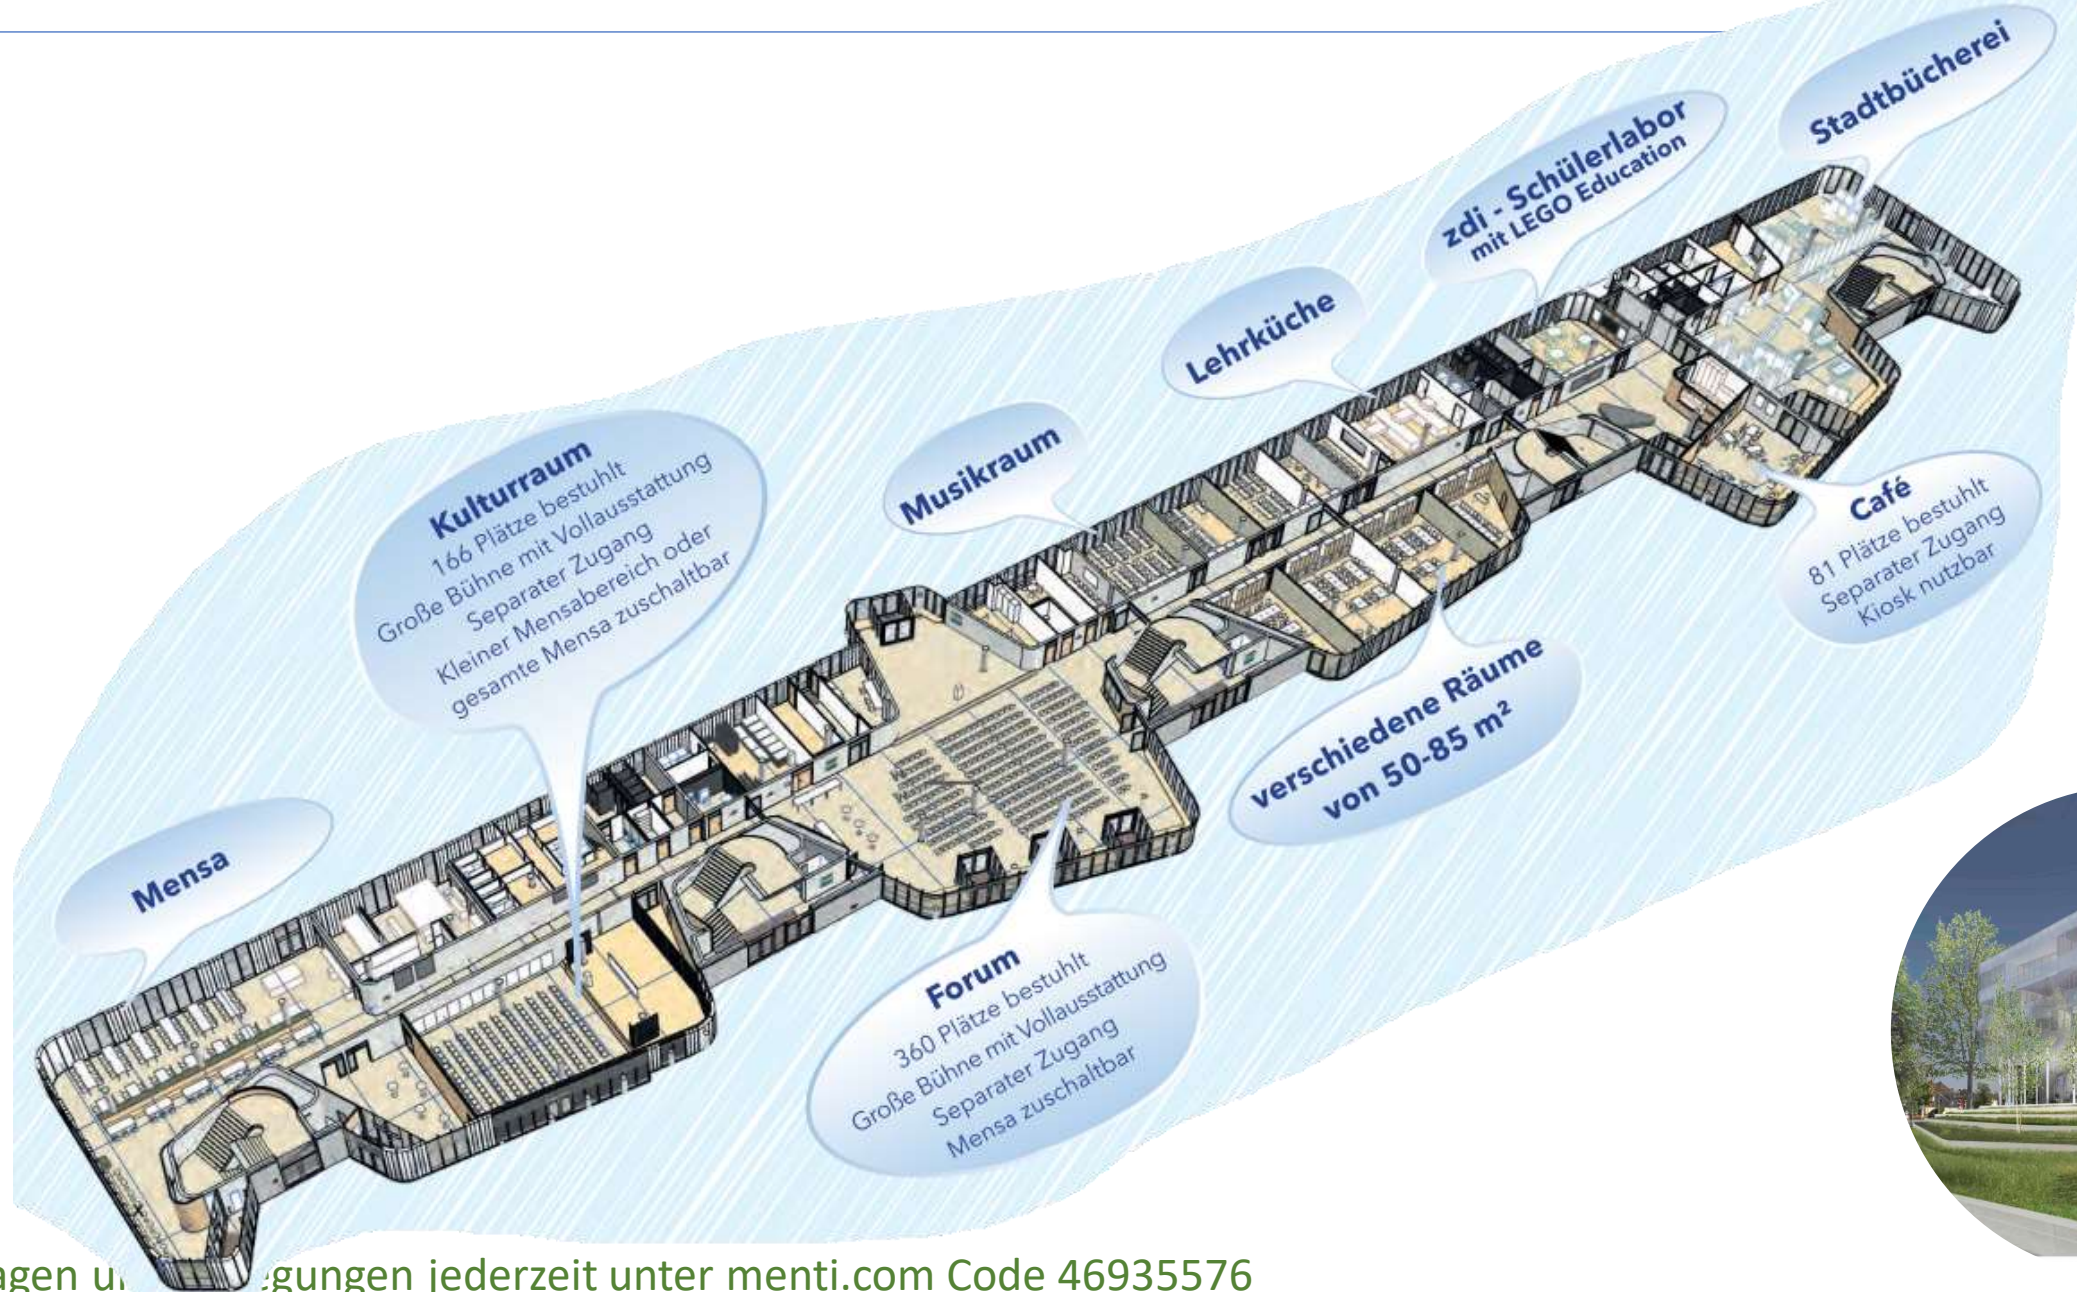 Stadtbücherei
zdi - Schülerlabor
mit LEGO Education
Lehrküche
Musikraum
Kulturraum
166 Plätze bestuhlt
Große Bühne mit Vollausstattung
Separater Zugang
Kleiner Mensabereich oder
gesamte Mensa zuschaltbar
Café
81 Plätze bestuhlt
Separater Zugang
Kiosk nutzbar
verschiedene Räume
von 50-85 m²
Mensa
Forum
360 Plätze bestuhlt
Große Bühne mit Vollausstattung
Separater Zugang
Mensa zuschaltbar
jederzeit unter menti.com Code 46935576